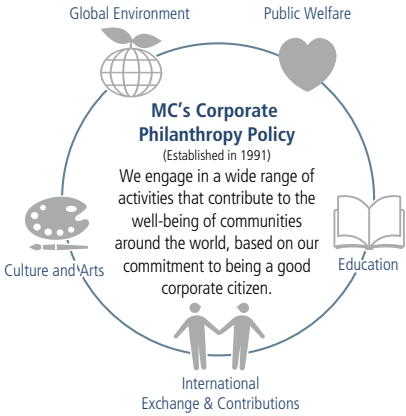 Global Environment
Public Welfare
MC's Corporate
Philanthropy Policy
(Established in 1991)
We engage in a wide range of
activities that contribute to the
well-being of communities
around the world, based on our
commitment to being a good
corporate citizen.
Culture and Arts
Education
International
Exchange & Contributions